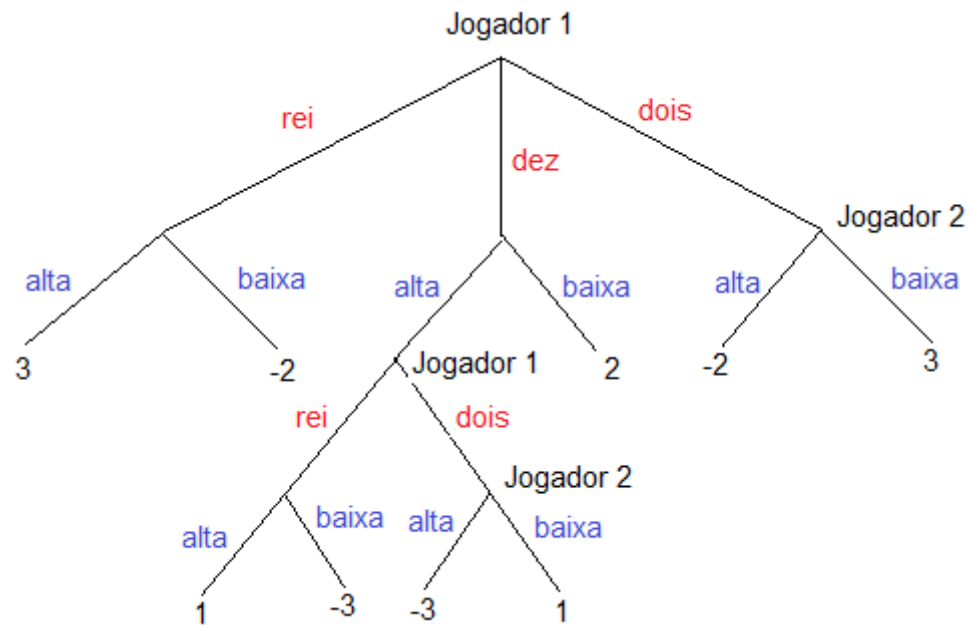 Jogador 1
rei
dois
dez
Jogador 2
alta
baixa
alta
baixa
alta
baixa
3
-2
Jogador 1
2
-2
3
rei
dois
Jogador 2
alta
baixa
alta
baixa
1
-3
-3
1